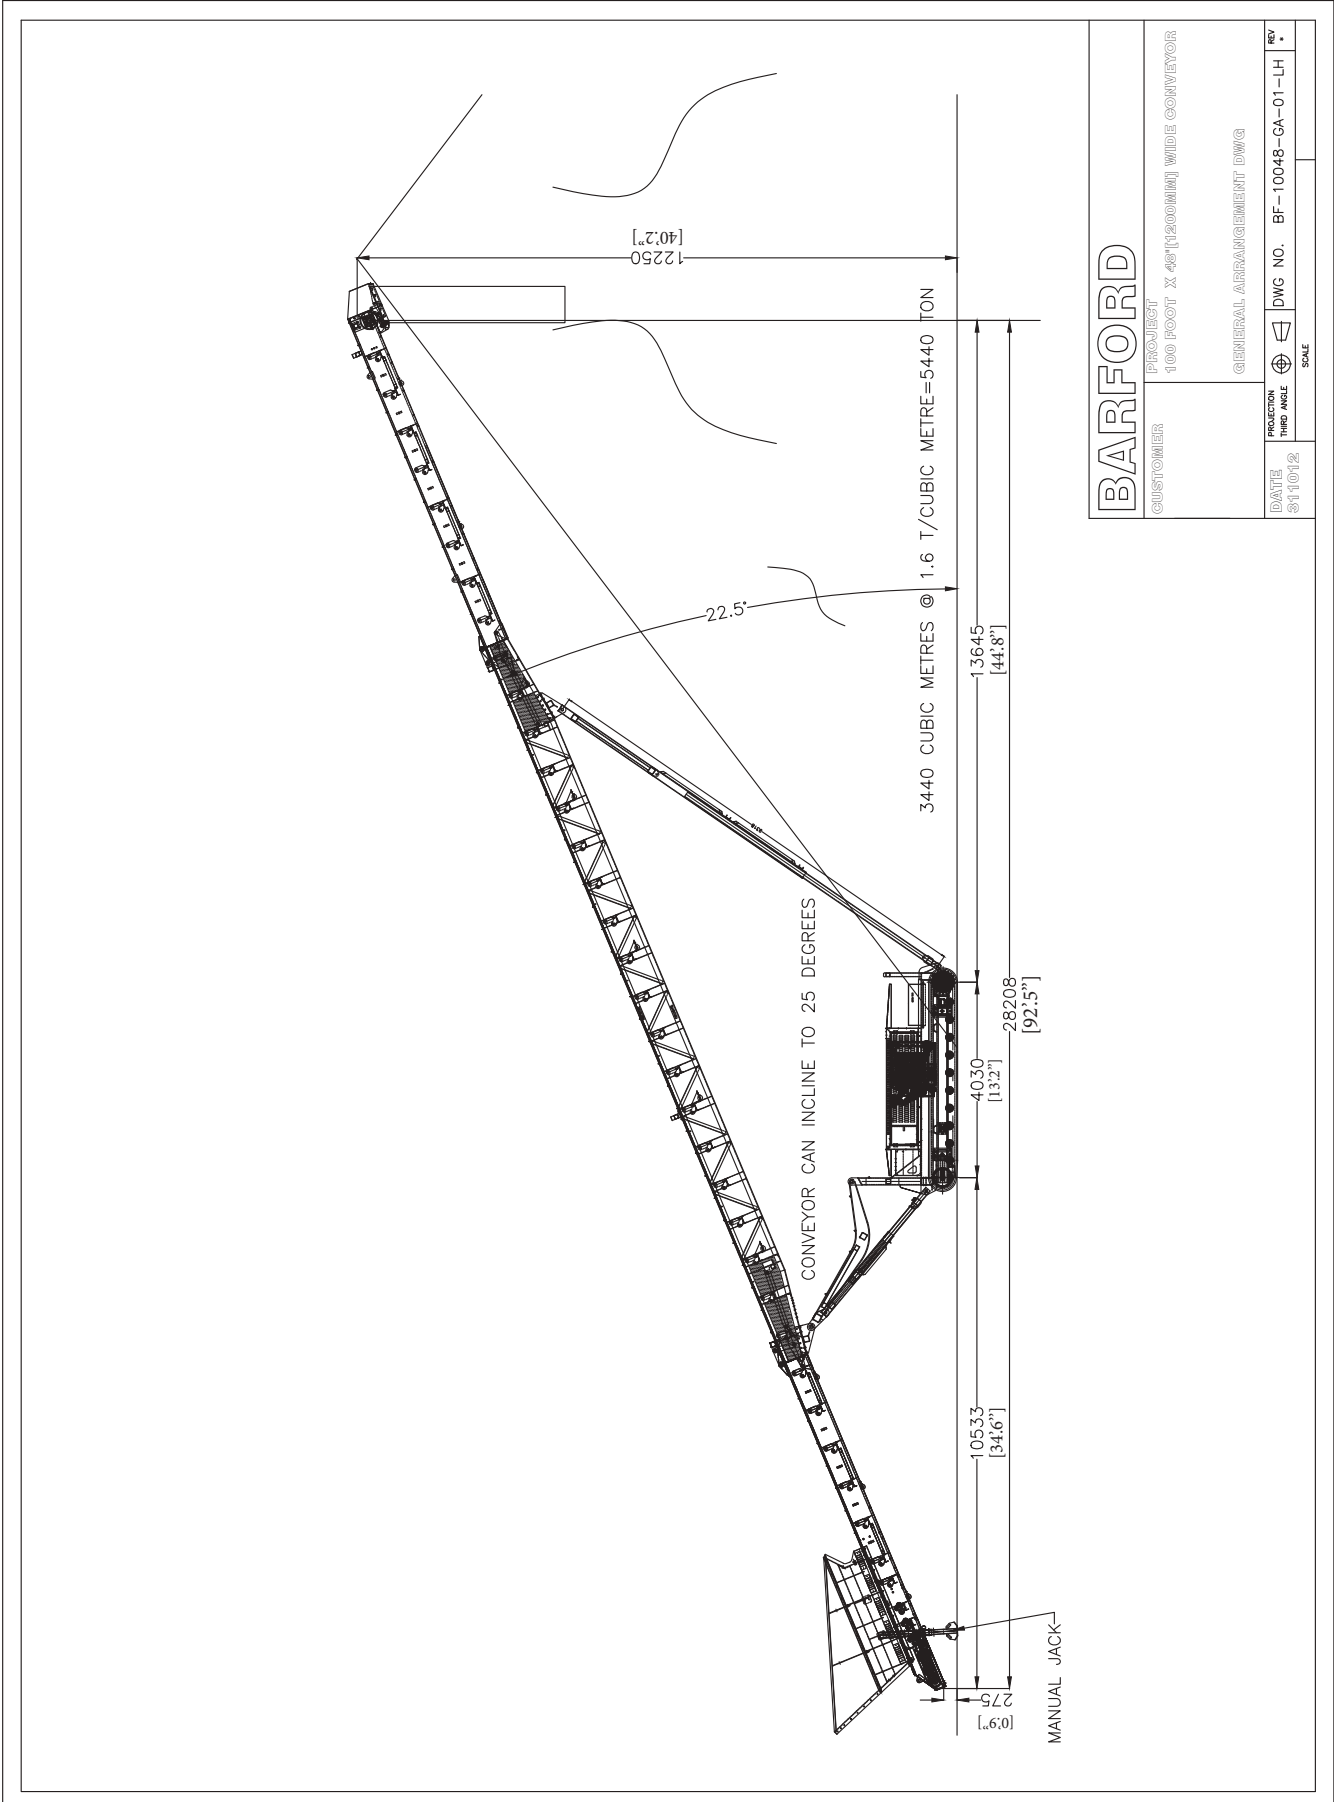 12250
[40'.2"]
22.5°
3440 CUBIC METRES @ 1.6 T/CUBIC METRE=5440 TON
CONVEYOR CAN INCLINE TO 25 DEGREES
275
[0'.9"]
10533
[34'.6"]
4030
[13'.2"]
13645
[44'.8"]
28208
[92'.5"]
MANUAL JACK
BARFORD
CUSTOMER
PROJECT
100 FOOT X 48"[1200MM] WIDE CONVEYOR
GENERAL ARRANGEMENT DWG
DATE
311012
PROJECTION
THIRD ANGLE
DWG NO. BF-10048-GA-01-LH
REV
*
SCALE